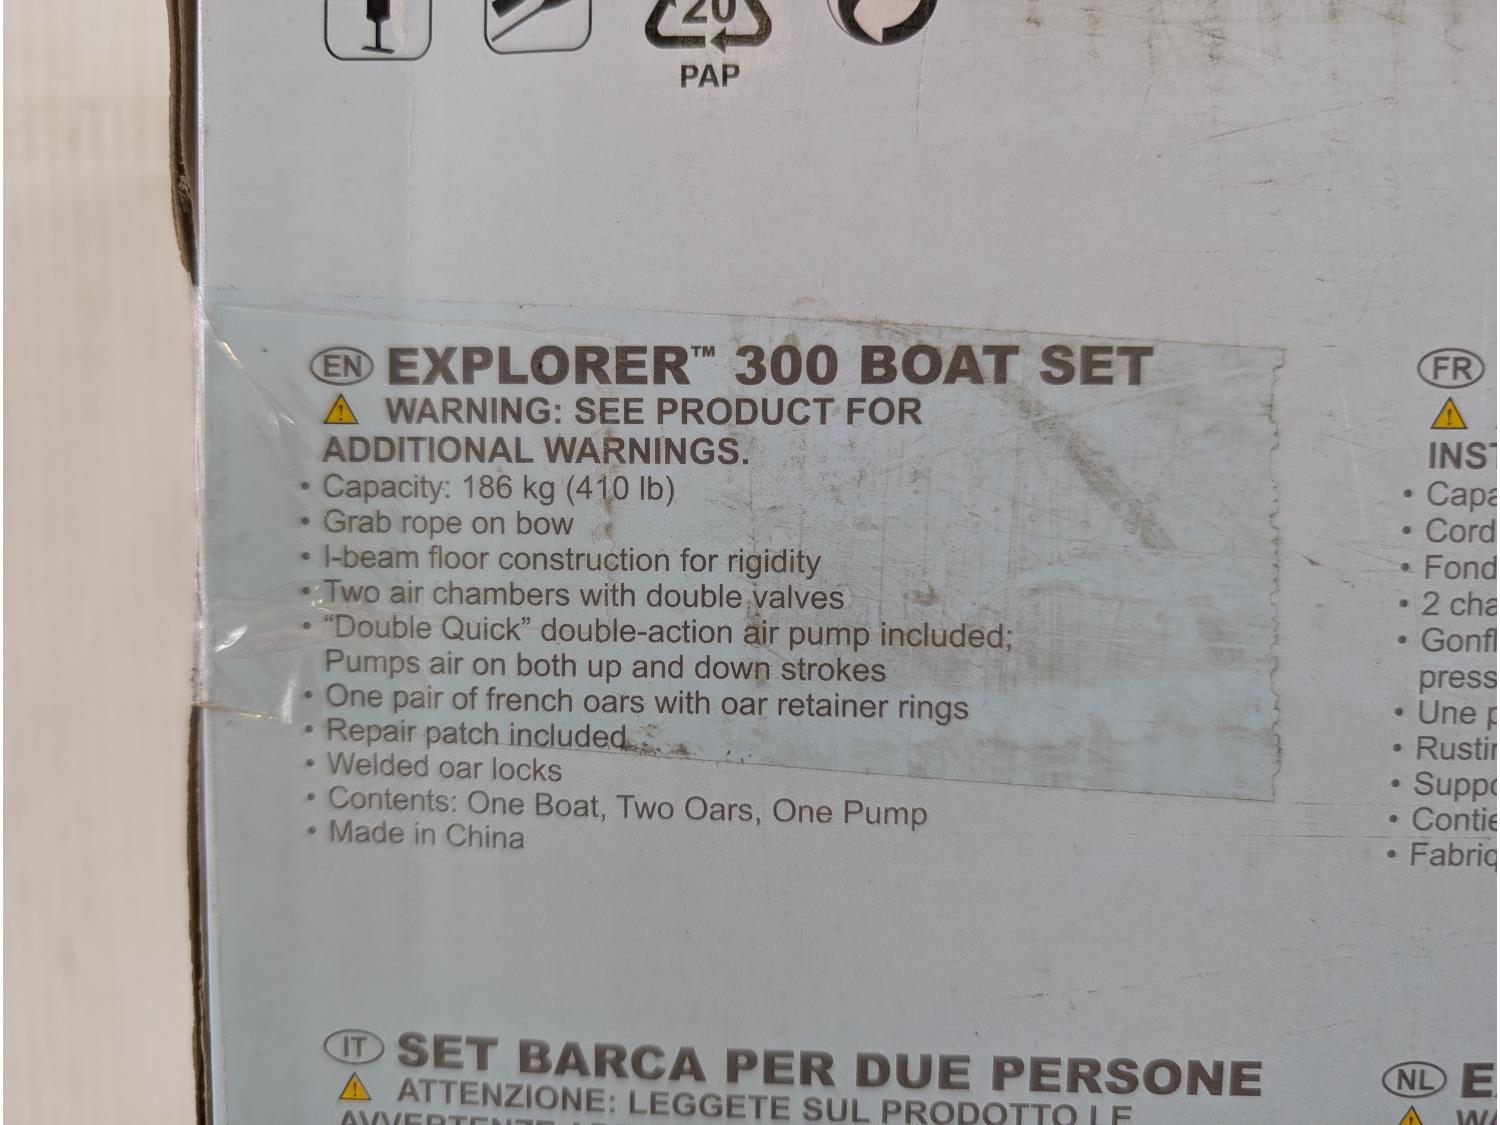 20
PAP
EN EXPLORER™ 300 BOAT SET
WARNING: SEE PRODUCT FOR
ADDITIONAL WARNINGS.
• Capacity: 186 kg (410 lb)
• Grab rope on bow
• I-beam floor construction for rigidity
• Two air chambers with double valves
• “Double Quick” double-action air pump included;
Pumps air on both up and down strokes
• One pair of french oars with oar retainer rings
• Repair patch included
• Welded oar locks
• Contents: One Boat, Two Oars, One Pump
• Made in China
FR
INST
• Capa
• Cord
• Fond
• 2 cha
• Gonfl
press
• Une p
• Rustin
• Suppo
• Contie
• Fabriq
IT SET BARCA PER DUE PERSONE
ATTENZIONE: LEGGETE SUL PRODOTTO LE
AVVERTENZE
NL E
WA